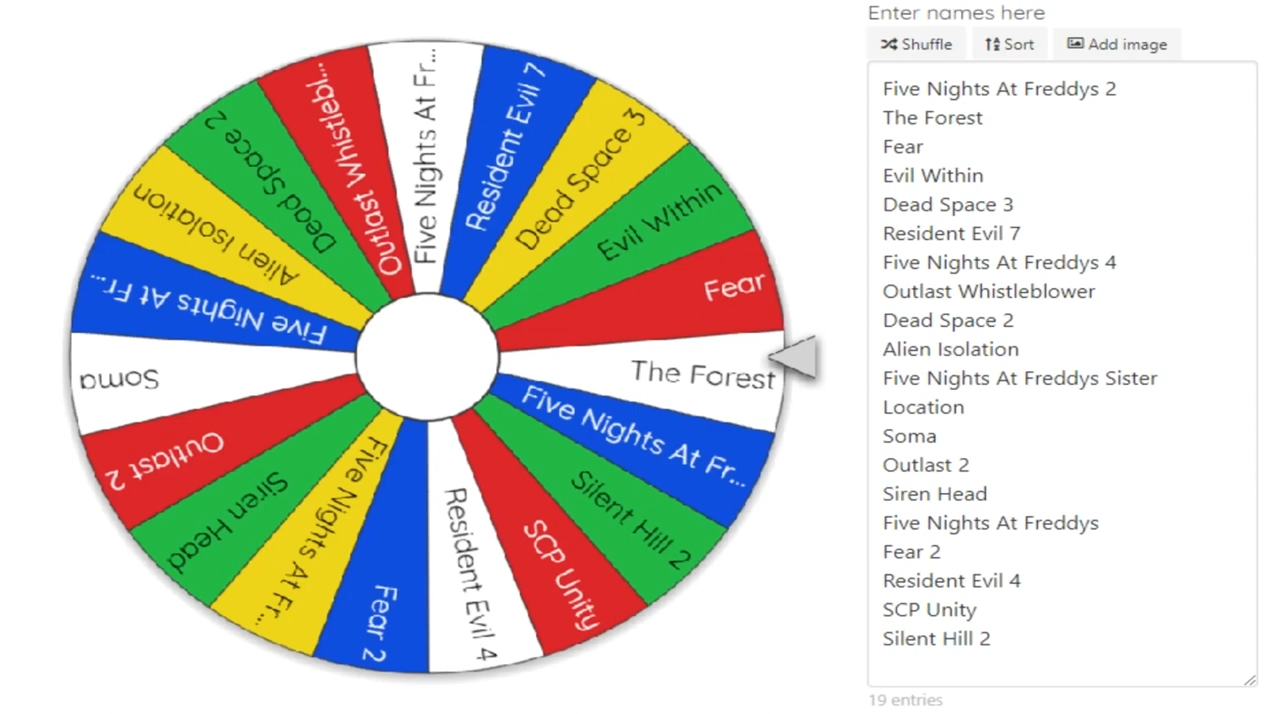 Enter names here
Shuffle
Sort
Add image
Five Nights At Freddys 2
The Forest
Fear
Evil Within
Dead Space 3
Resident Evil 7
Five Nights At Freddys 4
Outlast Whistleblower
Dead Space 2
Alien Isolation
Five Nights At Freddys Sister
Location
Soma
Outlast 2
Siren Head
Five Nights At Freddys
Fear 2
Resident Evil 4
SCP Unity
Silent Hill 2
19 entries
Five Nights At Fr...
Resident Evil 7
Dead Space 3
Evil Within
Fear
The Forest
Five Nights At Fr...
Silent Hill 2
SCP Unity
Resident Evil 4
Fear 2
Five Nights At Fr...
Siren Head
Outlast 2
Soma
Five Nights At Fr...
Alien Isolation
Dead Space 2
Outlast Whistlebl...